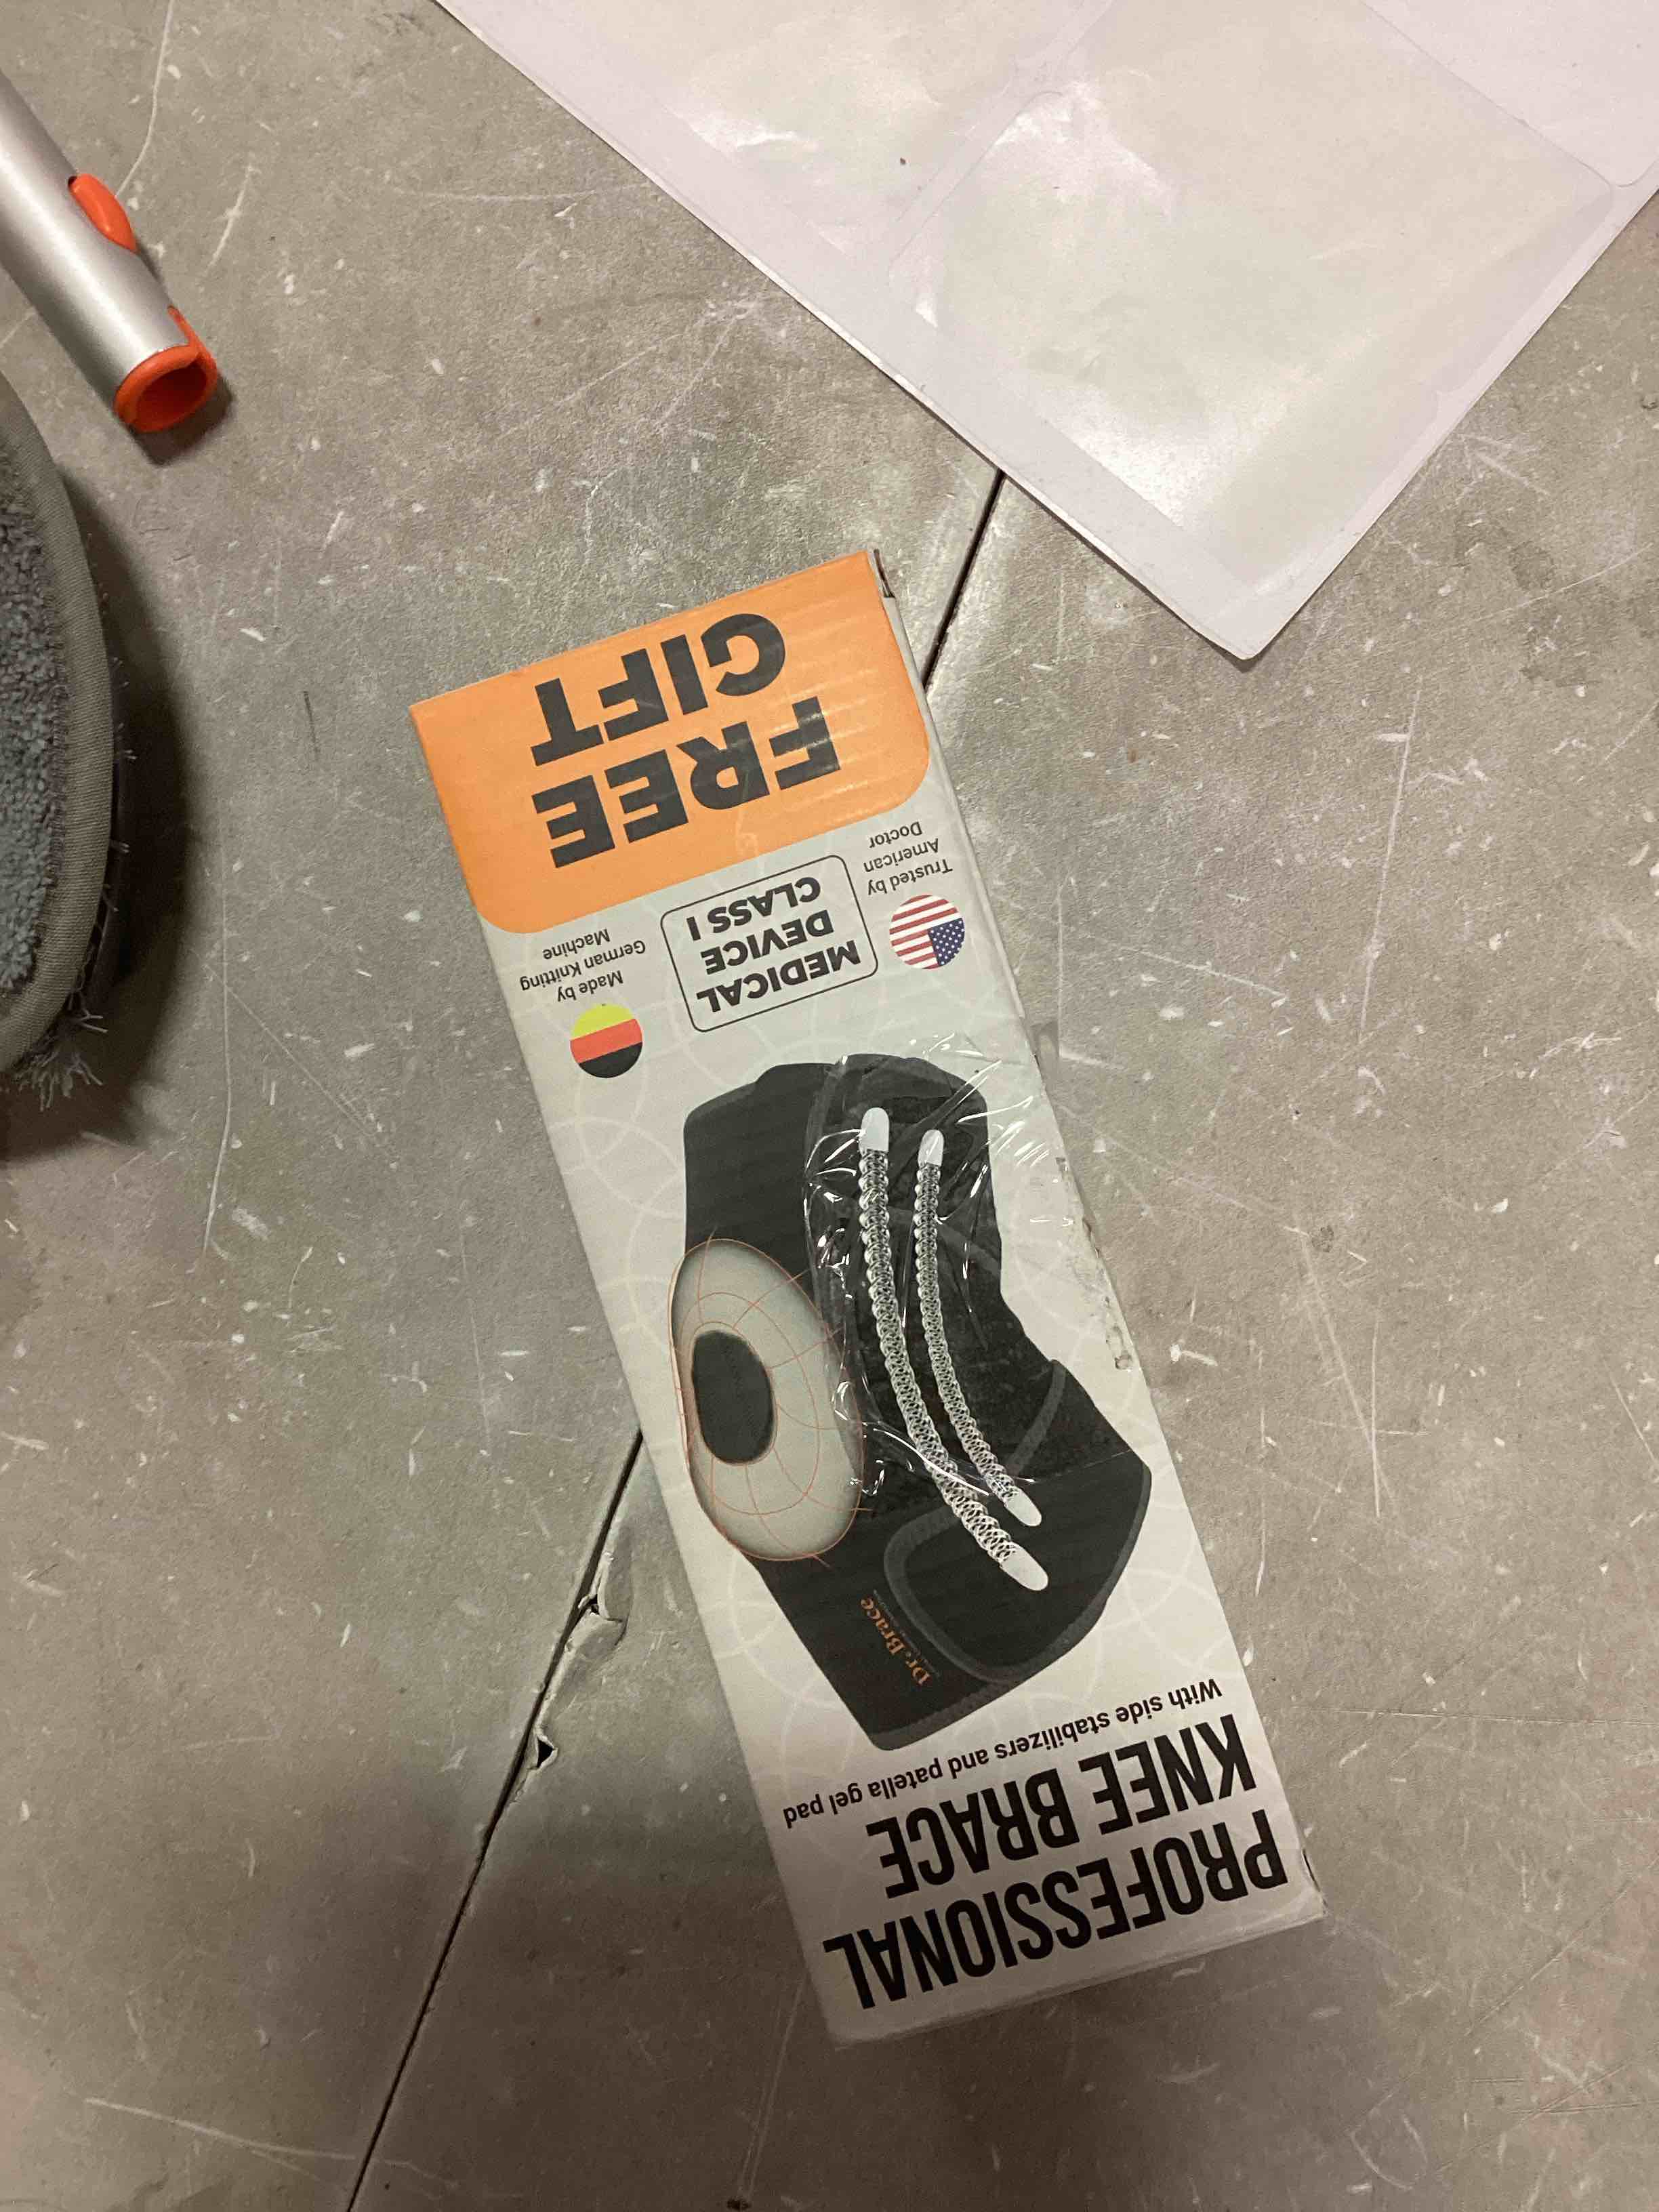 PROFESSIONAL
KNEE BRACE
With side stabilizers and patella gel pad
Dr.Brace
Trusted by
American
Doctor
MEDICAL
DEVICE
CLASS I
Made by
German Knitting
Machine
FREE
GIFT